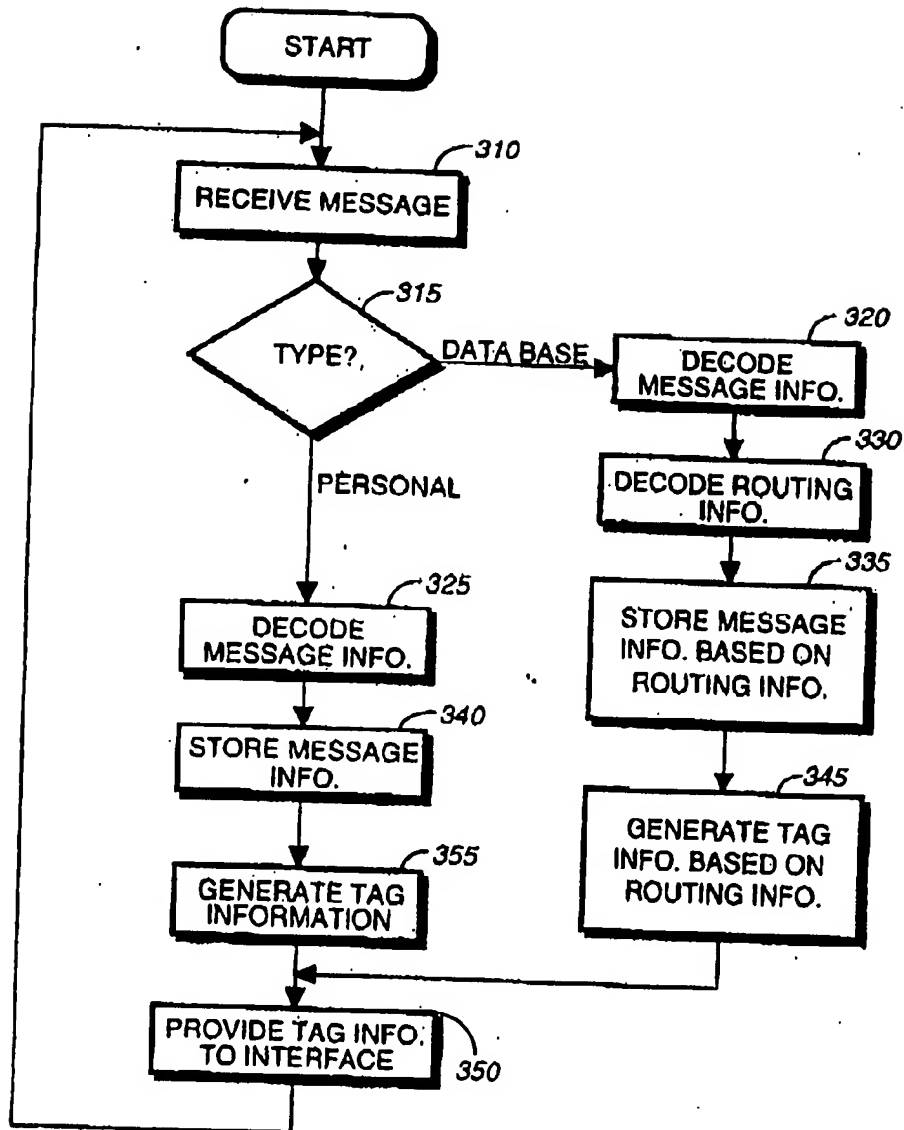 START
310
RECEIVE MESSAGE
315
TYPE?
DATA BASE
320
DECODE
MESSAGE INFO.
330
DECODE ROUTING
INFO.
PERSONAL
335
STORE MESSAGE
INFO. BASED ON
ROUTING INFO.
325
DECODE
MESSAGE INFO.
340
STORE MESSAGE
INFO.
345
GENERATE TAG
INFO. BASED ON
ROUTING INFO.
355
GENERATE TAG
INFORMATION
PROVIDE TAG INFO.
TO INTERFACE
350